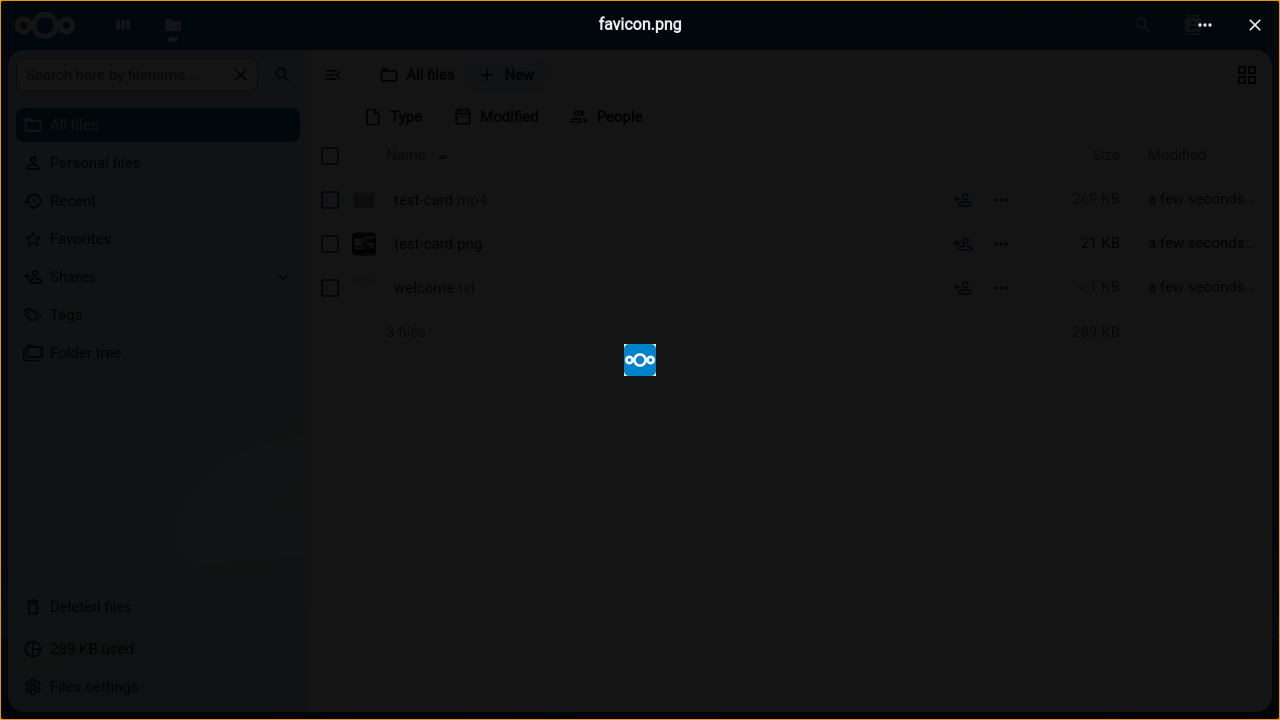 favicon.png
Search here by filename …
All files
New
Type
Modified
People
All files
Personal files
Recent
Favorites
Shares
Tags
Folder tree
Name
Size
Modified
test-card.mp4
269 KB
a few seconds…
test-card.png
21 KB
a few seconds…
welcome.txt
< 1 KB
a few seconds…
3 files
289 KB
Deleted files
289 KB used
Files settings